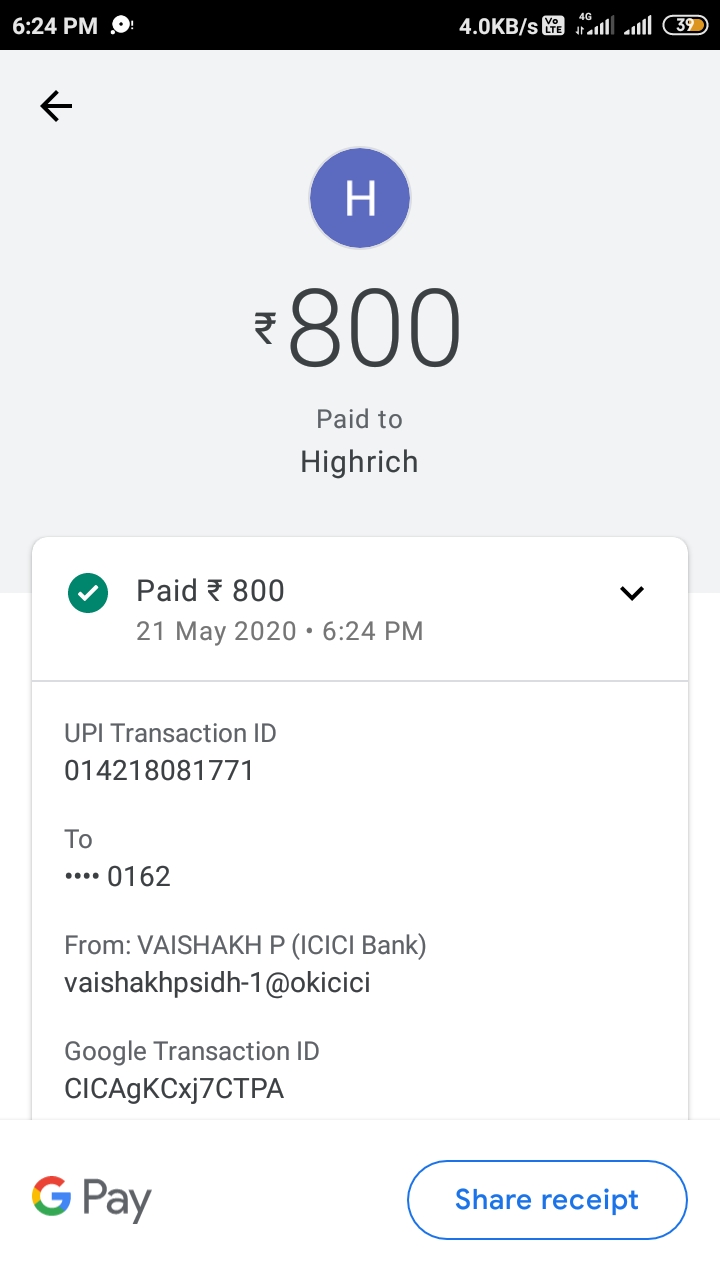 6:24 PM
4.0KB/s Vo LTE 4G 39
H
₹800
Paid to
Highrich
Paid ₹ 800
21 May 2020 • 6:24 PM
UPI Transaction ID
014218081771
To
•••• 0162
From: VAISHAKH P (ICICI Bank)
vaishakhpsidh-1@okicici
Google Transaction ID
CICAgKCxj7CTPA
G Pay
Share receipt